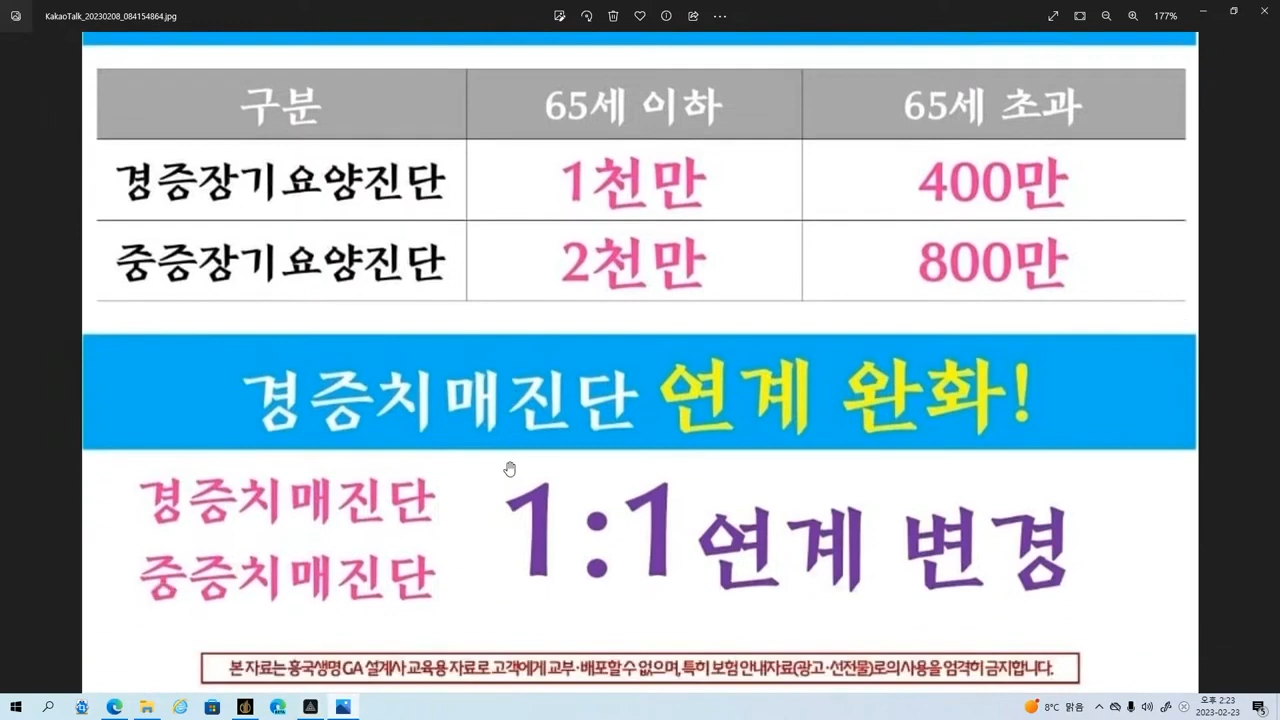 KakaoTalk_20230208_084154864.jpg
177%
구분 65세 이하 65세 초과
경증장기요양진단 1천만 400만
중증장기요양진단 2천만 800만
경증치매진단 연계 완화!
경증치매진단
중증치매진단
1:1 연계 변경
본 자료는 흥국생명 GA 설계사 교육용 자료로 고객에게 교부·배포할 수 없으며, 특히 보험 안내자료(광고·선전물)로의 사용을 엄격히 금지합니다.
8°C 맑음
오후 2:23
2023-02-23